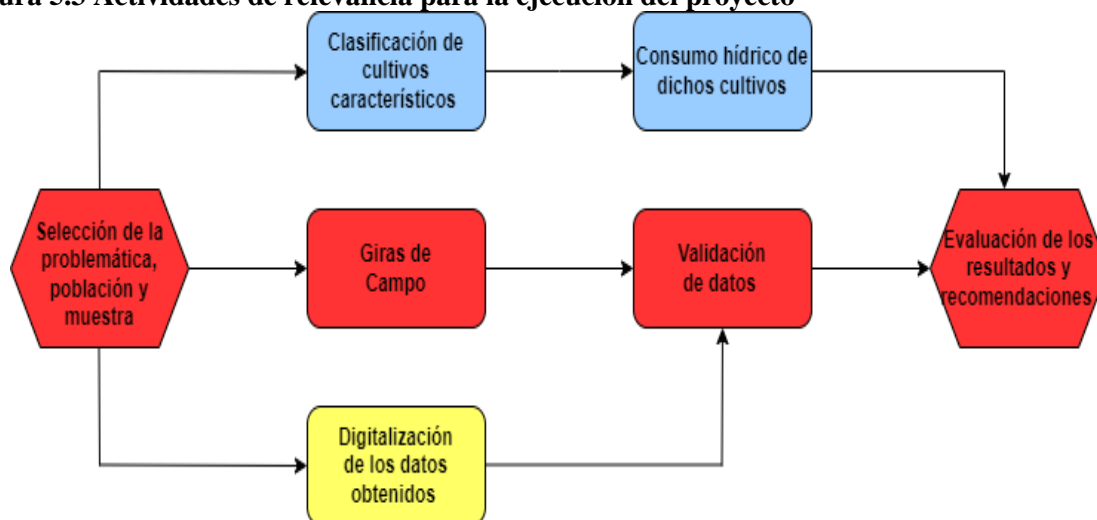 ura 3.3 Actividades de relevancia para la ejecución del proyecto
Clasificación de
cultivos
característicos
Consumo hídrico de
dichos cultivos
Selección de la
problemática,
población y
muestra
Giras de
Campo
Validación
de datos
Evaluación de los
resultados y
recomendaciones
Digitalización
de los datos
obtenidos